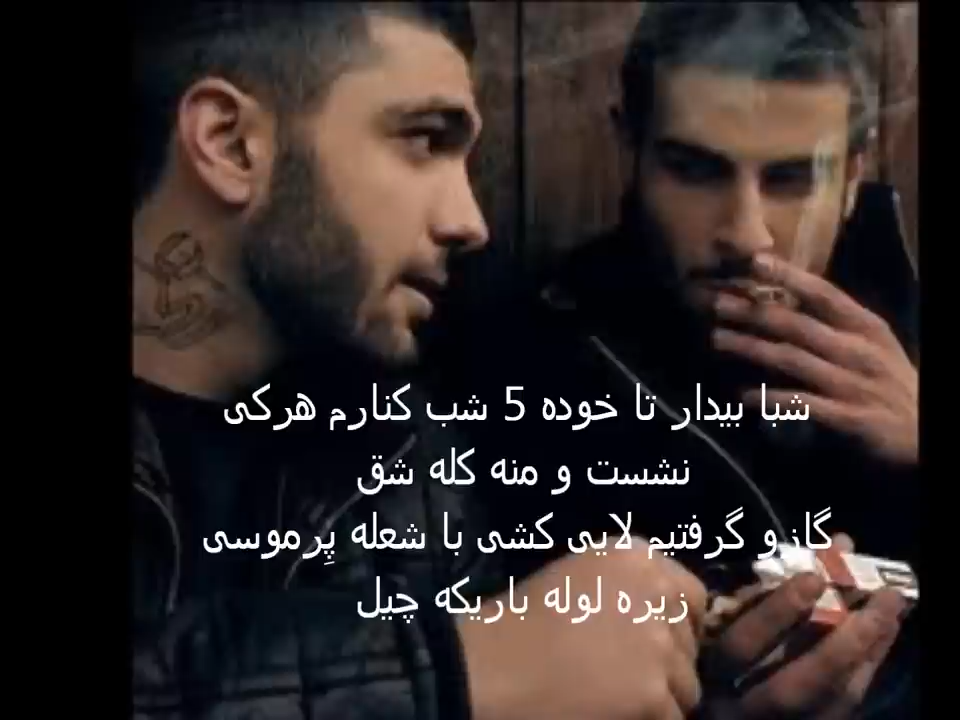 شبا بیدار تا خوده 5 شب کنارم هرکی
نشست و منه کله شق
گازو گرفتیم لایی کشی با شعله پِرموسی
زیره لوله باریکه چیل